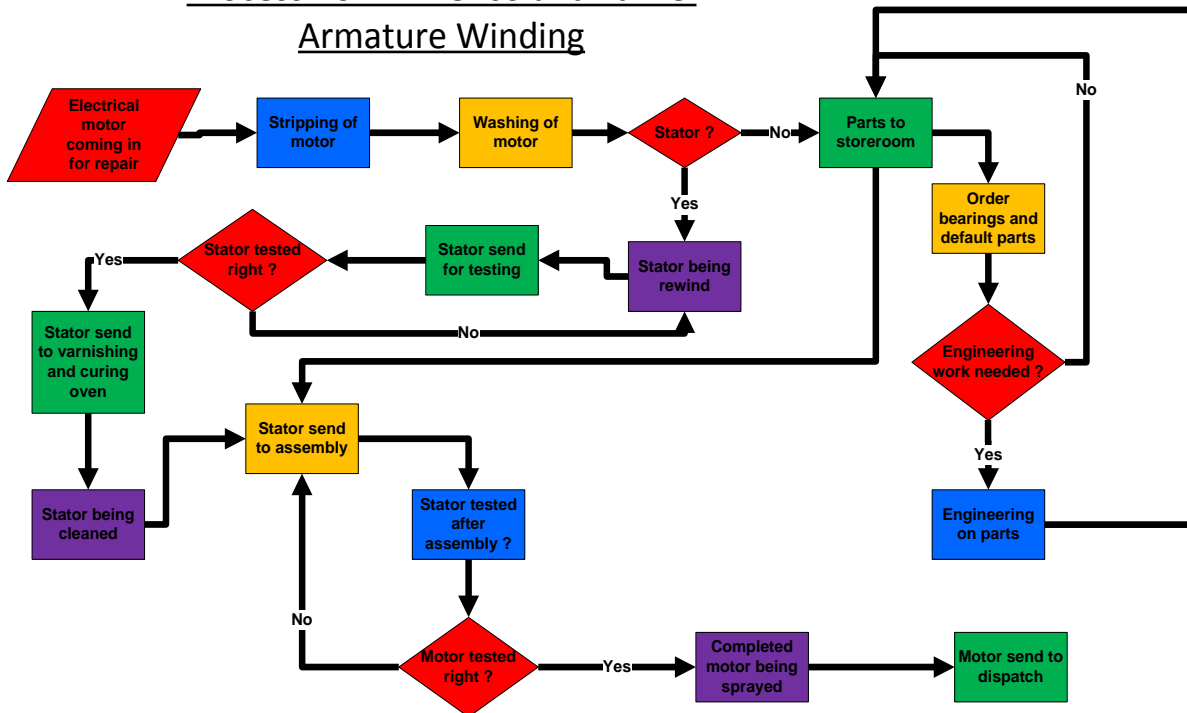 Armature Winding
Electrical
motor
coming in
for repair
Stripping of
motor
Washing of
motor
Stator ?
No
Parts to
storeroom
No
Yes
Order
bearings and
default parts
Yes
Stator tested
right ?
Stator send
for testing
Stator being
rewind
No
Stator send
to varnishing
and curing
oven
Engineering
work needed ?
Stator send
to assembly
Yes
Stator being
cleaned
Stator tested
after
assembly ?
Engineering
on parts
No
Motor tested
right ?
Yes
Completed
motor being
sprayed
Motor send to
dispatch